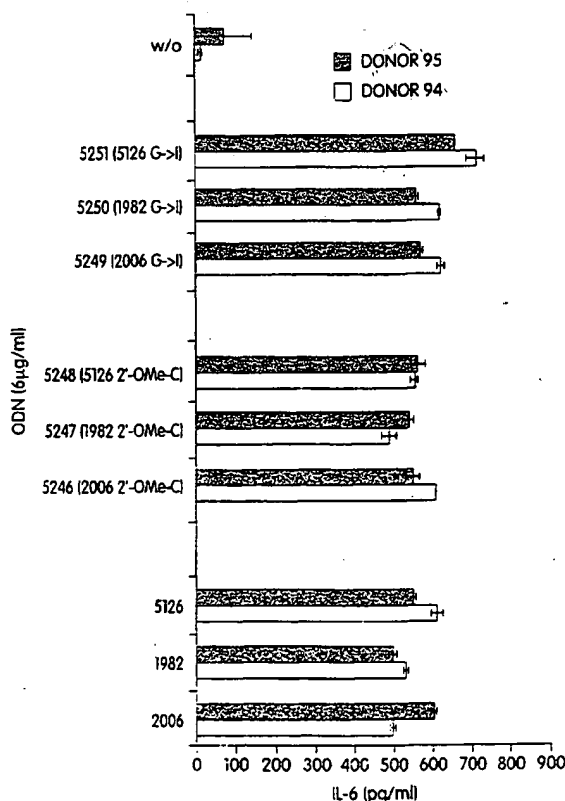 w/o
DONOR 95
DONOR 94
5251 (5126 G->I)
5250 (1982 G->I)
5249 (2006 G->I)
5248 (5126 2'-OMe-C)
5247 (1982 2'-OMe-C)
5246 (2006 2'-OMe-C)
5126
1982
2006
ODN (6µg/ml)
0 100 200 300 400 500 600 700 800 900
IL-6 (pg/ml)